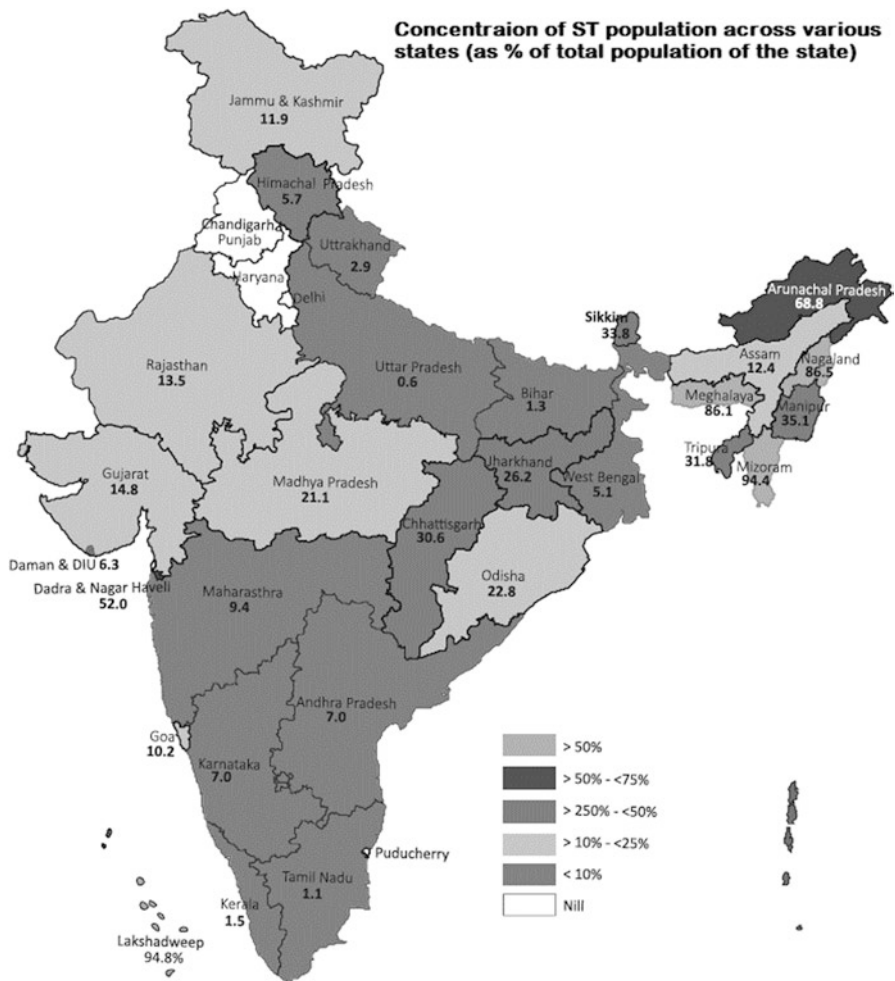 Concentraion of ST population across various
states (as % of total population of the state)
Jammu & Kashmir
11.9
Himachal Pradesh
5.7
Chandigarh
Punjab
Uttrakhand
2.9
Haryana
Delhi
Arunachal Pradesh
68.8
Sikkim
33.8
Rajasthan
13.5
Uttar Pradesh
0.6
Bihar
1.3
Assam
12.4
Nagaland
86.5
Meghalaya
86.1
Manipur
35.1
Tripura
31.8
Mizoram
94.4
Gujarat
14.8
Madhya Pradesh
21.1
Jharkhand
26.2
West Bengal
5.1
Chhattisgarh
30.6
Odisha
22.8
Daman & DIU 6.3
Dadra & Nagar Haveli
52.0
Maharasthra
9.4
Andhra Pradesh
7.0
Goa
10.2
Karnataka
7.0
> 50%
> 50% - <75%
> 250% - <50%
> 10% - <25%
< 10%
Nill
Puducherry
Tamil Nadu
1.1
Kerala
1.5
Lakshadweep
94.8%